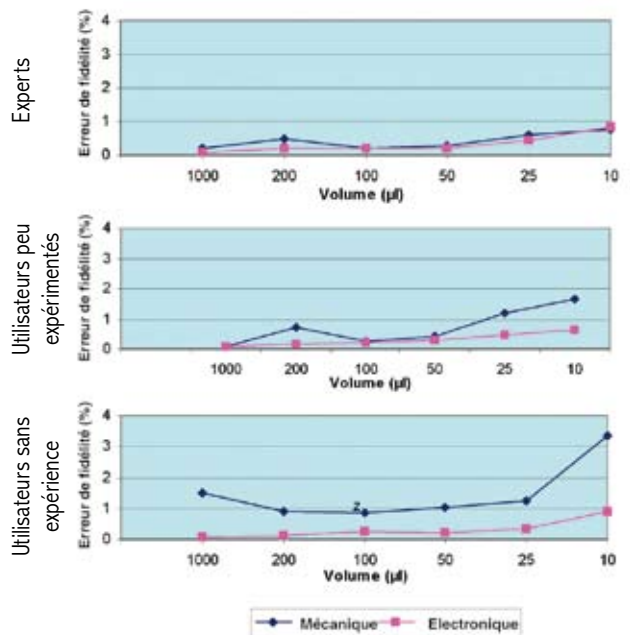 Experts
Erreur de fidélité (%)
4
3
2
1
0
1000 200 100 50 25 10
Volume (µl)
Utilisateurs peu
expérimentés
Erreur de fidélité (%)
4
3
2
1
0
1000 200 100 50 25 10
Volume (µl)
Utilisateurs sans
expérience
Erreur de fidélité (%)
4
3
2
1
0
z
1000 200 100 50 25 10
Volume (µl)
Mécanique Electronique